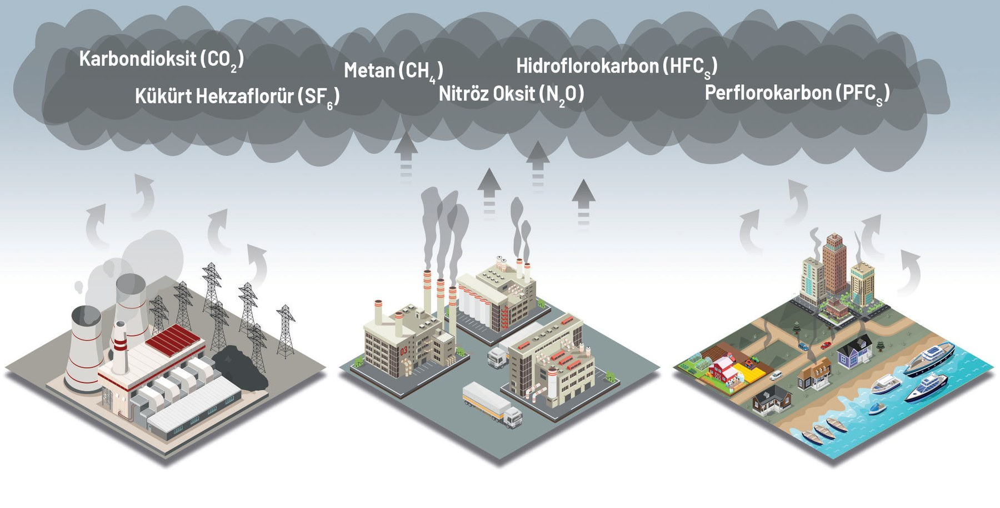 Karbondioksit (CO₂)
Kükürt Hekzaflorür (SF₆)
Metan (CH₄)
Nitröz Oksit (N₂O)
Hidroflorokarbon (HFCₛ)
Perflorokarbon (PFCₛ)
03